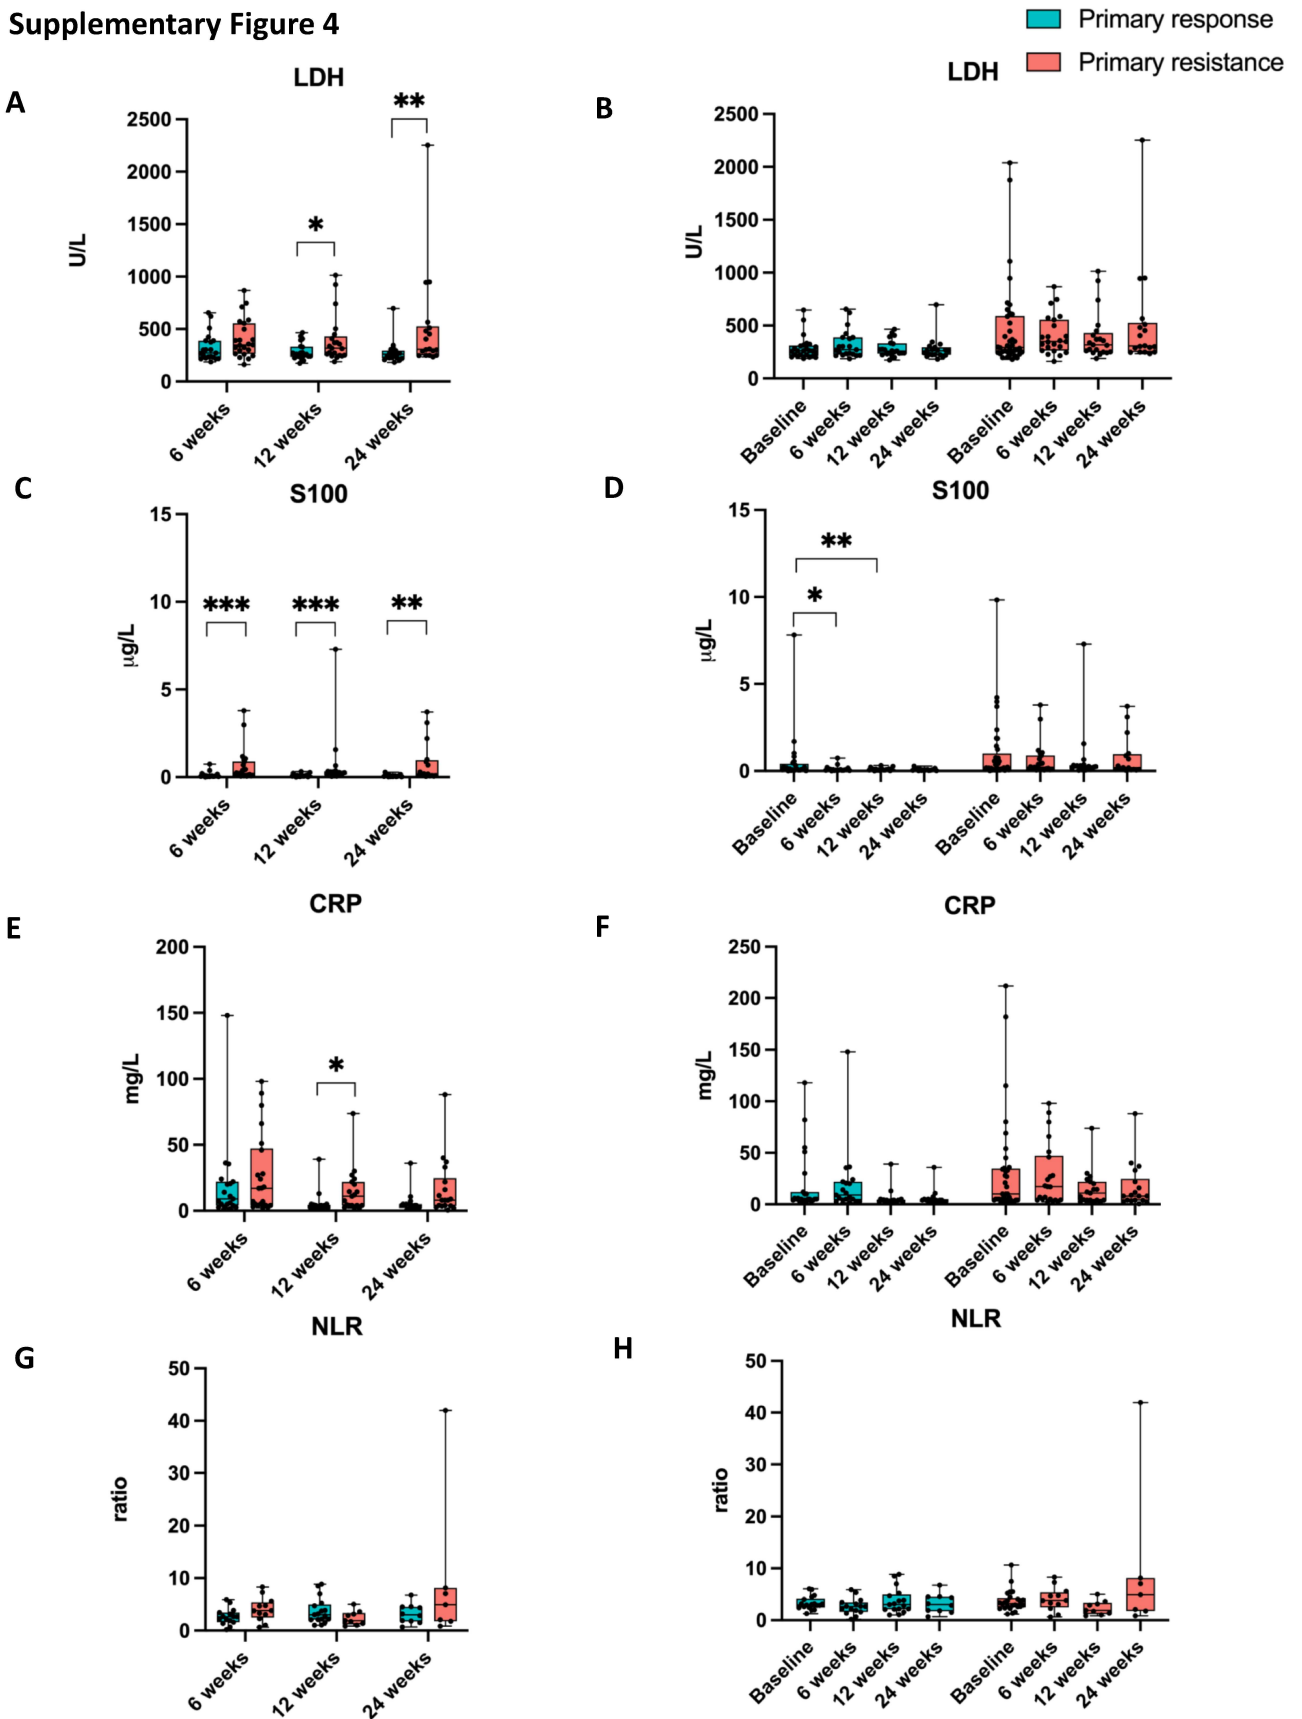 Supplementary Figure 4
Primary response
Primary resistance
A
LDH
U/L
2500
2000
1500
1000
500
0
*
**
6 weeks
12 weeks
24 weeks
B
LDH
U/L
2500
2000
1500
1000
500
0
Baseline
6 weeks
12 weeks
24 weeks
Baseline
6 weeks
12 weeks
24 weeks
C
S100
µg/L
15
10
5
0
***
***
**
6 weeks
12 weeks
24 weeks
D
S100
µg/L
15
10
5
0
**
*
Baseline
6 weeks
12 weeks
24 weeks
Baseline
6 weeks
12 weeks
24 weeks
E
CRP
mg/L
200
150
100
50
0
*
6 weeks
12 weeks
24 weeks
F
CRP
mg/L
250
200
150
100
50
0
Baseline
6 weeks
12 weeks
24 weeks
Baseline
6 weeks
12 weeks
24 weeks
G
NLR
ratio
50
40
30
20
10
0
6 weeks
12 weeks
24 weeks
H
NLR
ratio
50
40
30
20
10
0
Baseline
6 weeks
12 weeks
24 weeks
Baseline
6 weeks
12 weeks
24 weeks